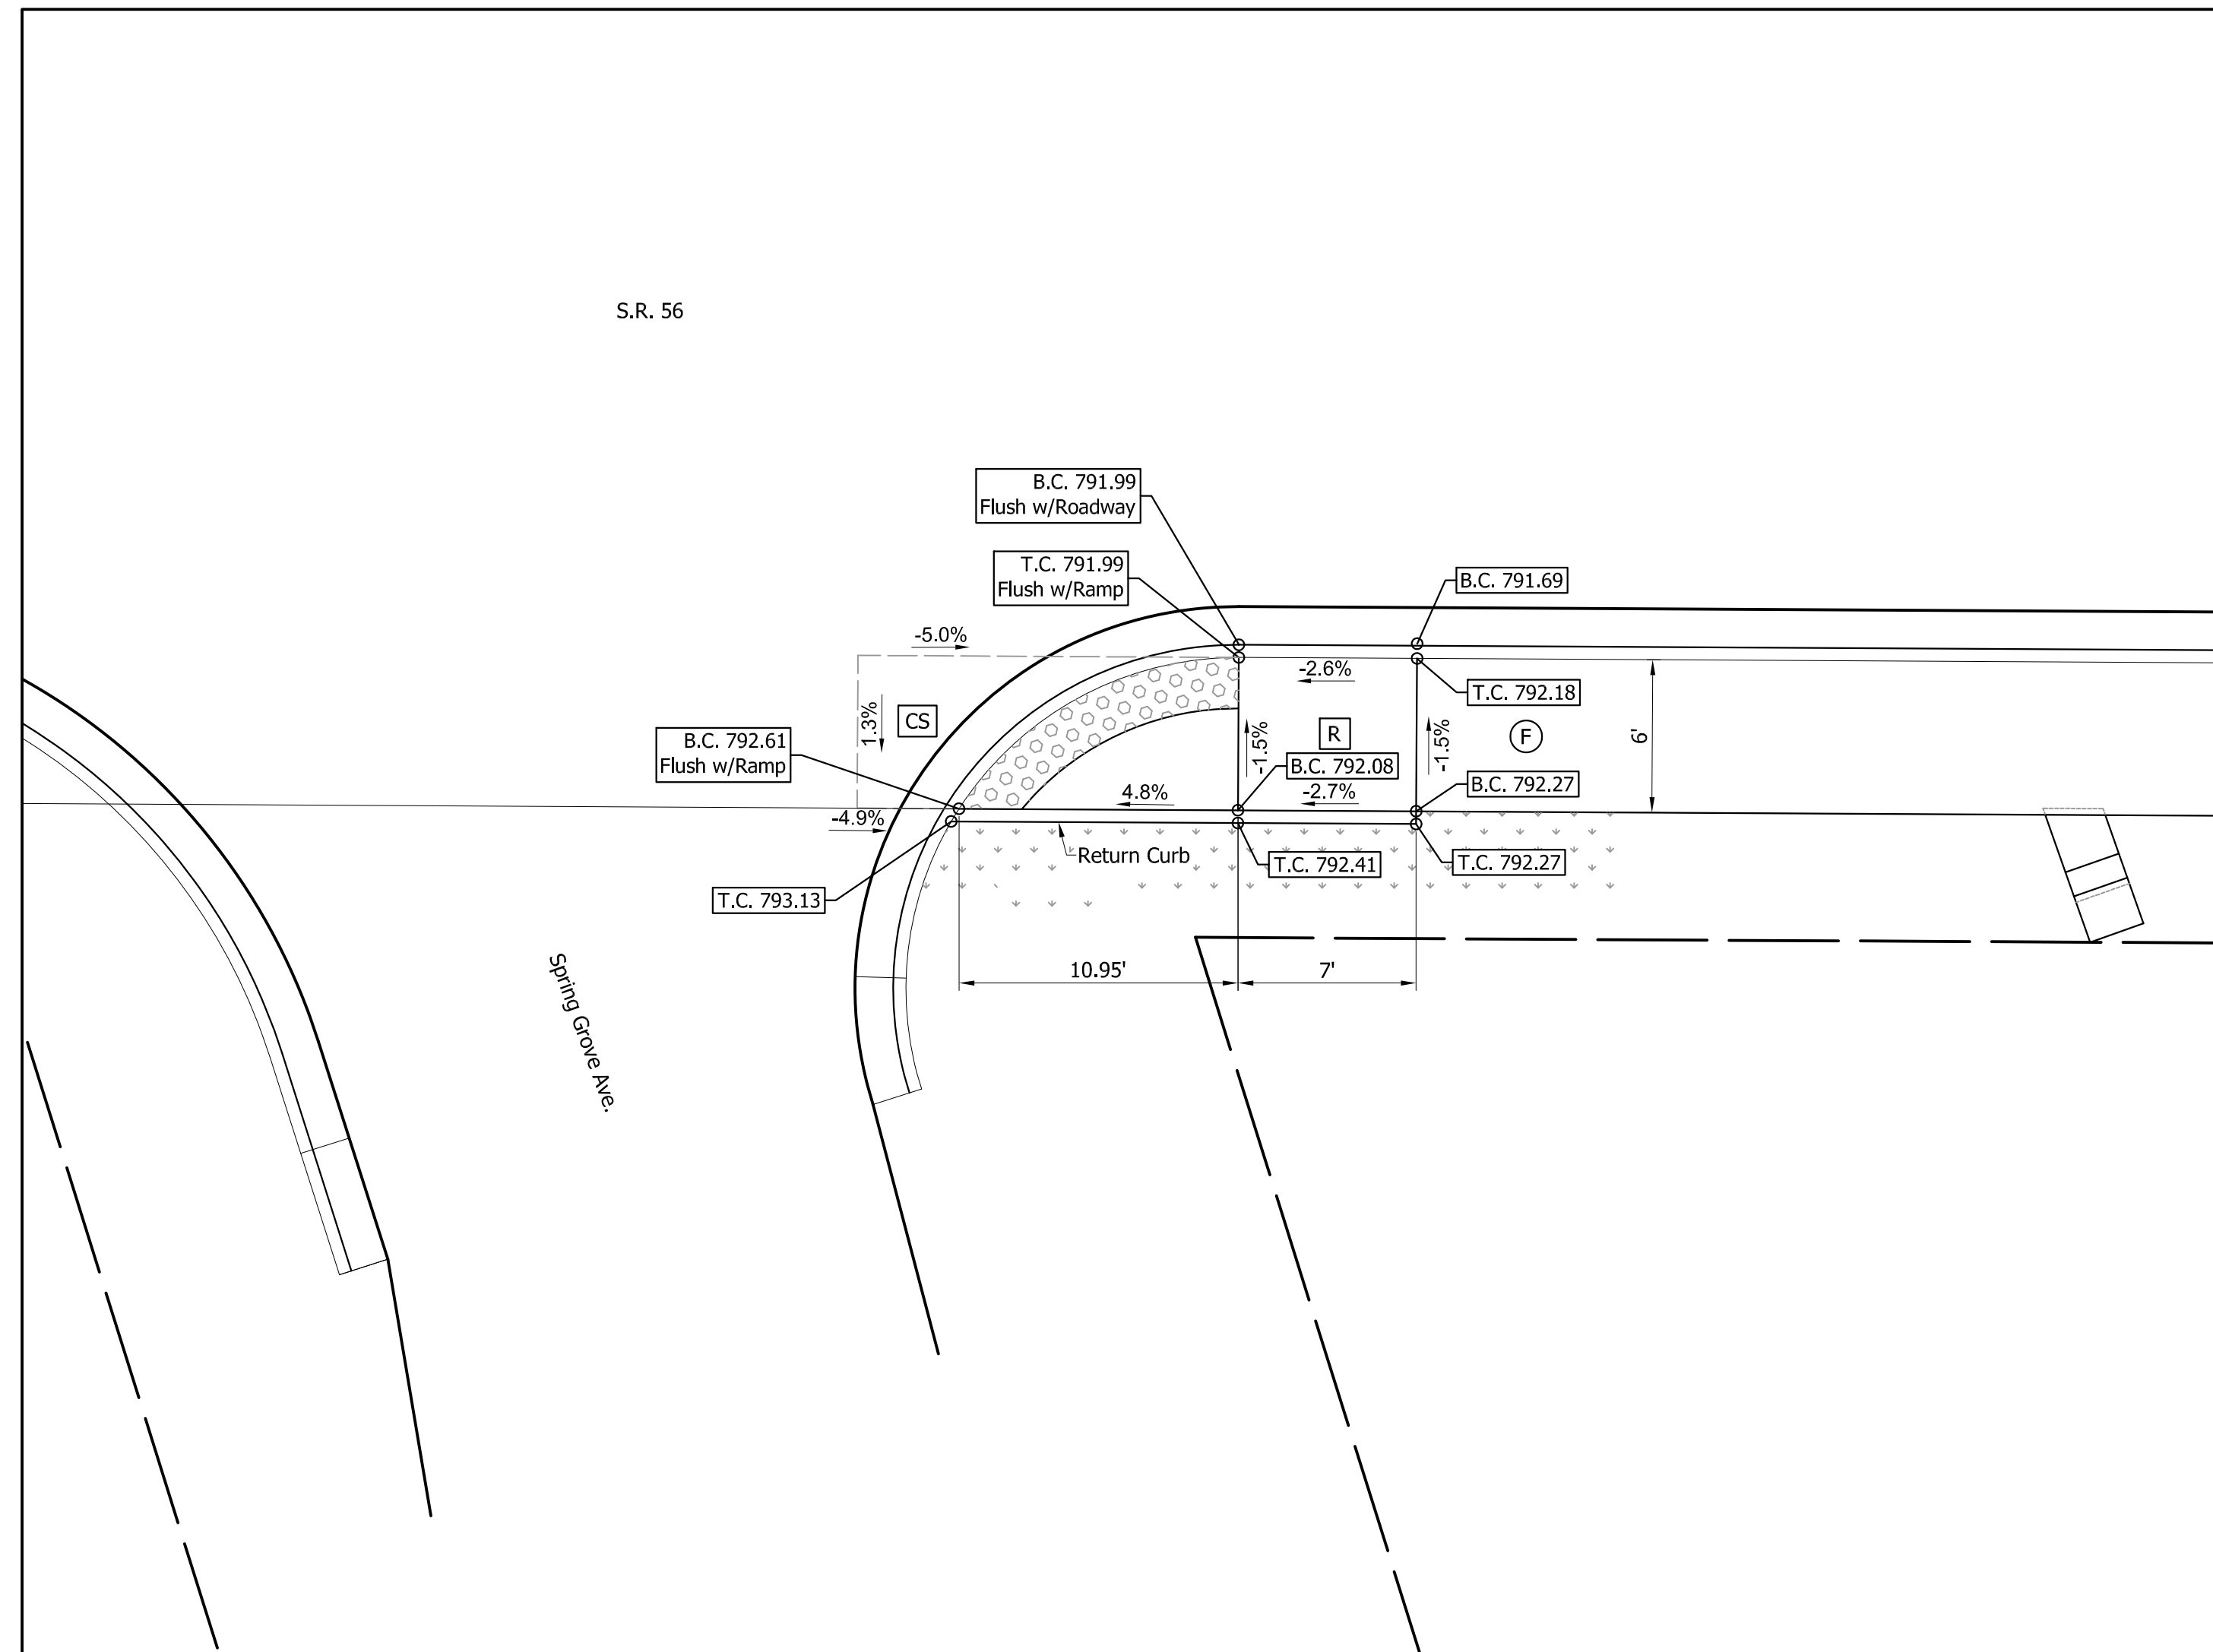 S.R. 56
B.C. 791.99
Flush w/Roadway
T.C. 791.99
Flush w/Ramp
B.C. 791.69
-5.0%
-2.6%
T.C. 792.18
1.3%
CS
B.C. 792.61
Flush w/Ramp
-1.5%
R
-1.5%
F
6'
B.C. 792.08
B.C. 792.27
4.8%
-2.7%
-4.9%
Return Curb
T.C. 792.41
T.C. 792.27
T.C. 793.13
10.95'
7'
Spring Grove Ave.